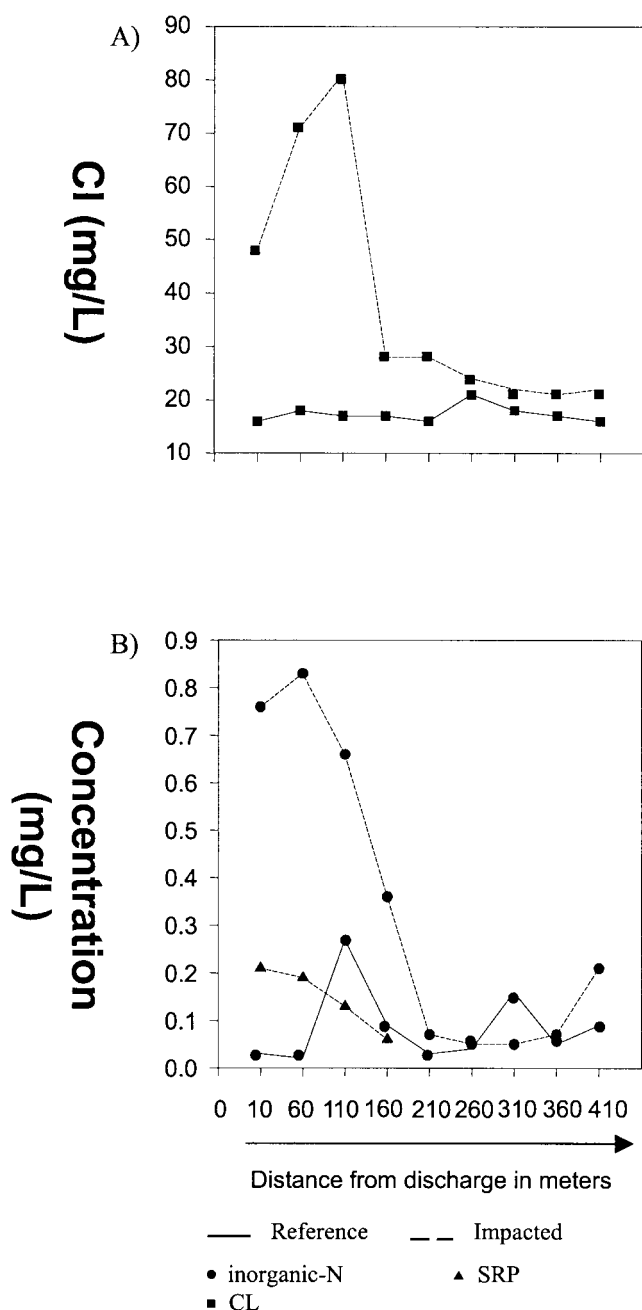 A)
90
80
70
60
50
40
30
20
10
Cl (mg/L)
B)
0.9
0.8
0.7
0.6
0.5
0.4
0.3
0.2
0.1
0.0
Concentration
(mg/L)
0 10 60 110 160 210 260 310 360 410
Distance from discharge in meters
Reference Impacted
inorganic-N SRP
CL